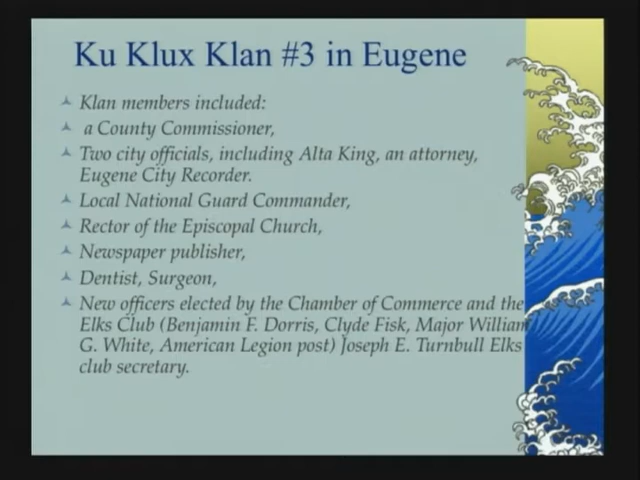 Ku Klux Klan #3 in Eugene
Klan members included:
a County Commissioner,
Two city officials, including Alta King, an attorney,
Eugene City Recorder.
Local National Guard Commander,
Rector of the Episcopal Church,
Newspaper publisher,
Dentist, Surgeon,
New officers elected by the Chamber of Commerce and the
Elks Club (Benjamin F. Dorris, Clyde Fisk, Major William
G. White, American Legion post) Joseph E. Turnbull Elks
club secretary.